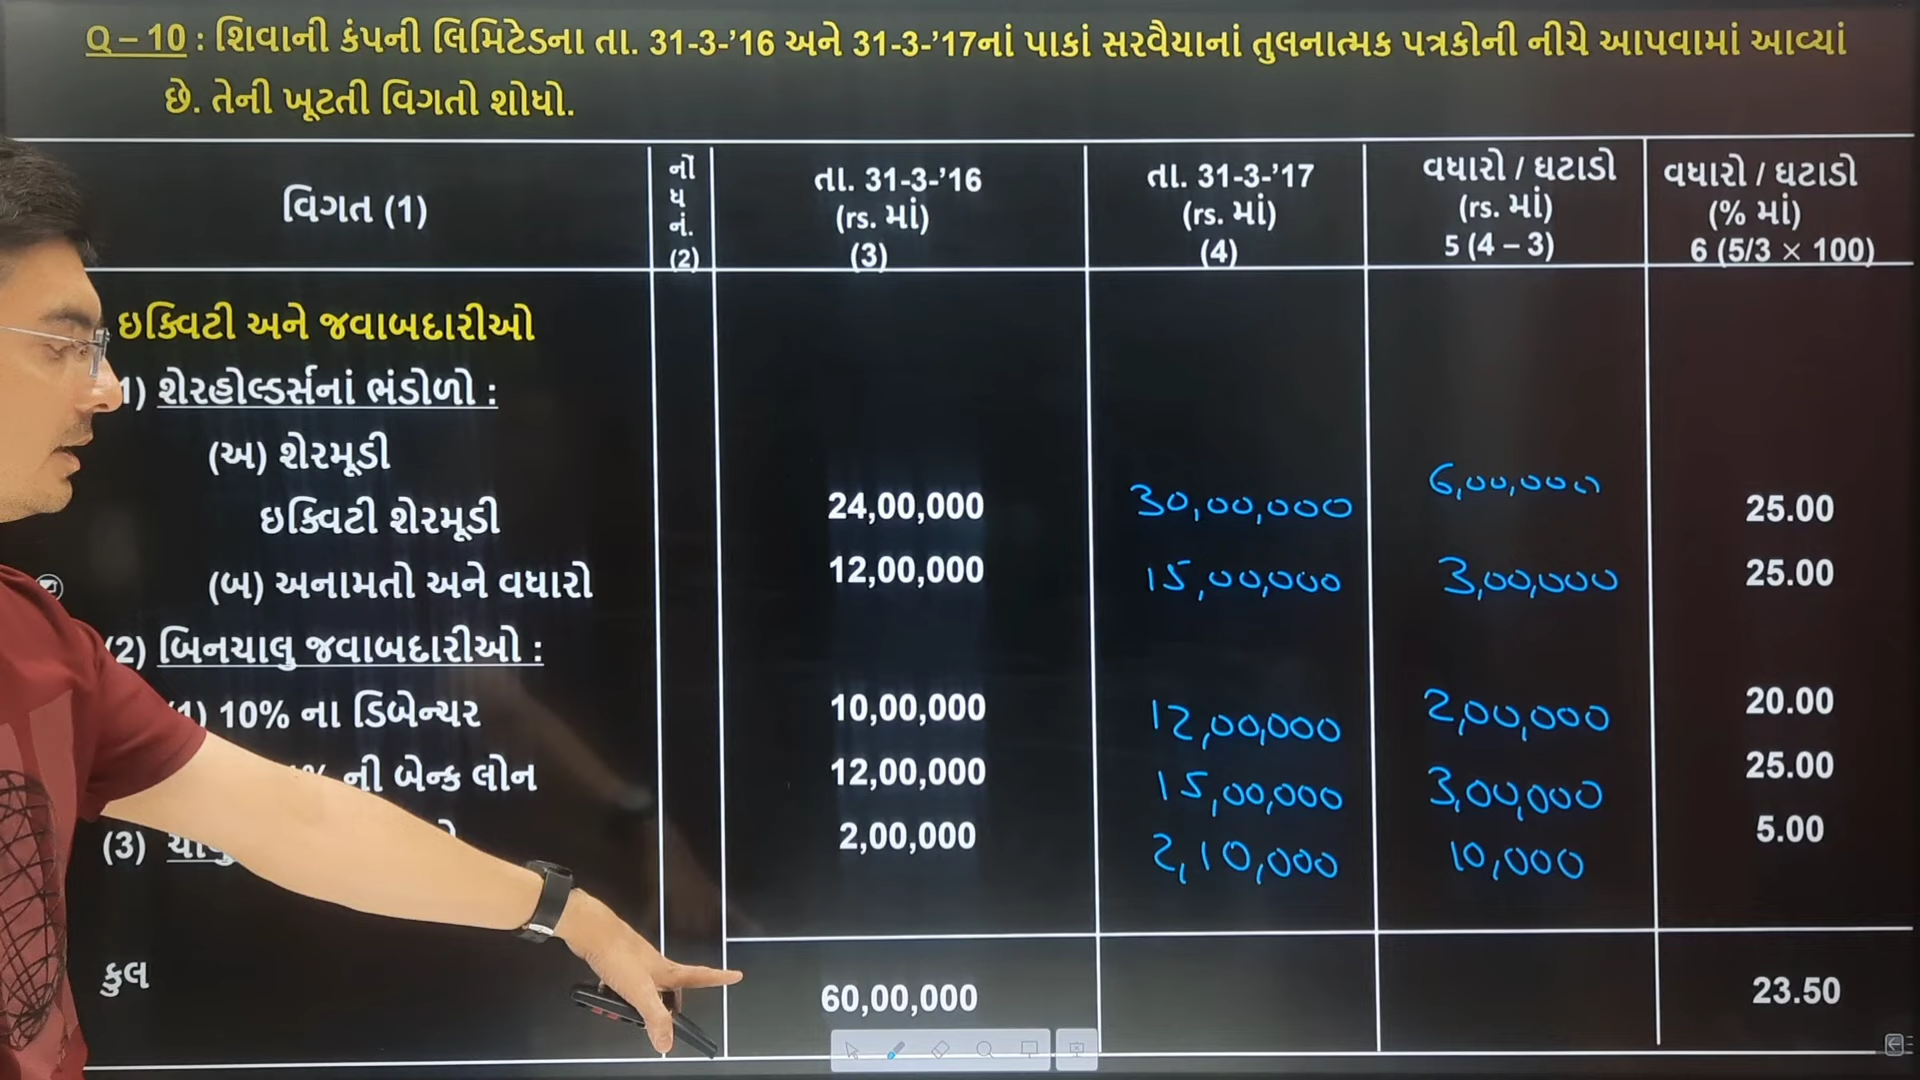 Q – 10 : શિવાની કંપની લિમિટેડના તા. 31-3-’16 અને 31-3-’17નાં પાકાં સરવૈયાનાં તુલનાત્મક પત્રકોની નીચે આપવામાં આવ્યાં
છે. તેની ખૂટતી વિગતો શોધો.
વિગત (1)
નોં
ધ
નં.
(2)
તા. 31-3-’16
(rs. માં)
(3)
તા. 31-3-’17
(rs. માં)
(4)
વધારો / ઘટાડો
(rs. માં)
5 (4 – 3)
વધારો / ઘટાડો
(% માં)
6 (5/3 × 100)
ઇક્વિટી અને જવાબદારીઓ
1) શેરહોલ્ડર્સનાં ભંડોળો :
(અ) શેરમૂડી
ઇક્વિટી શેરમૂડી 24,00,000 30,00,000 6,00,000 25.00
(બ) અનામતો અને વધારો 12,00,000 15,00,000 3,00,000 25.00
(2) બિનચાલુ જવાબદારીઓ :
1) 10% ના ડિબેન્ચર 10,00,000 12,00,000 2,00,000 20.00
% ની બેન્ક લોન 12,00,000 15,00,000 3,00,000 25.00
(3) 2,00,000 2,10,000 10,000 5.00
કુલ 60,00,000 23.50